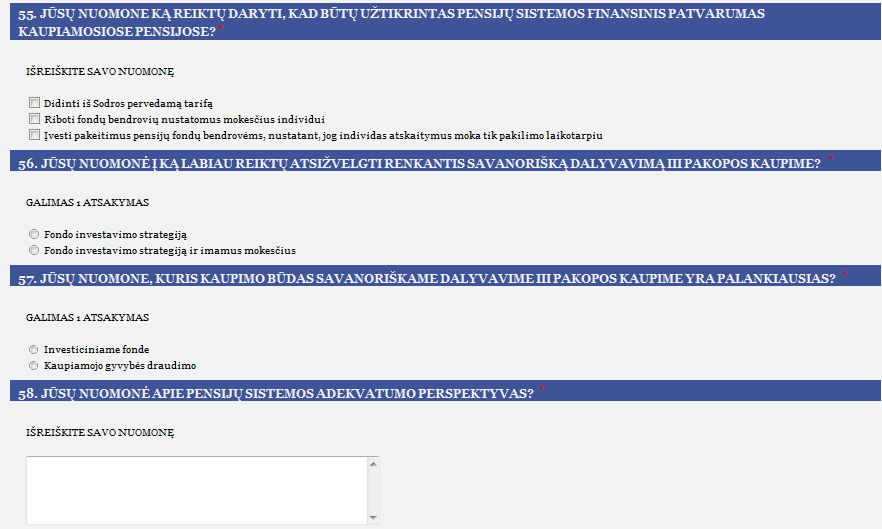 55. JŪSŲ NUOMONE KĄ REIKTŲ DARYTI, KAD BŪTŲ UŽTIKRINTAS PENSIJŲ SISTEMOS FINANSINIS PATVARUMAS
KAUPIAMOSIOSE PENSIJOSE? *
IŠREIŠKITE SAVO NUOMONĘ
Didinti iš Sodros pervedamą tarifą
Riboti fondų bendrovių nustatomus mokesčius individui
Įvesti pakeitimus pensijų fondų bendrovėms, nustatant, jog individas atskaitymus moka tik pakilimo laikotarpiu
56. JŪSŲ NUOMONĖ Į KĄ LABIAU REIKTŲ ATSIŽVELGTI RENKANTIS SAVANORIŠKĄ DALYVAVIMĄ III PAKOPOS KAUPIME? *
GALIMAS 1 ATSAKYMAS
Fondo investavimo strategiją
Fondo investavimo strategiją ir imamus mokesčius
57. JŪSŲ NUOMONE, KURIS KAUPIMO BŪDAS SAVANORIŠKAME DALYVAVIME III PAKOPOS KAUPIME YRA PALANKIAUSIAS? *
GALIMAS 1 ATSAKYMAS
Investiciniame fonde
Kaupiamojo gyvybės draudimo
58. JŪSŲ NUOMONĖ APIE PENSIJŲ SISTEMOS ADEKVATUMO PERSPEKTYVAS? *
IŠREIŠKITE SAVO NUOMONĘ